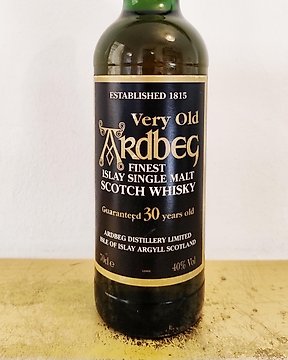 ESTABLISHED 1815
Very Old
Ardbeg
FINEST
ISLAY SINGLE MALT
SCOTCH WHISKY
Guaranteed 30 years old
ARDBEG DISTILLERY LIMITED
ISLE OF ISLAY ARGYLL SCOTLAND
70cl e 40% Vol